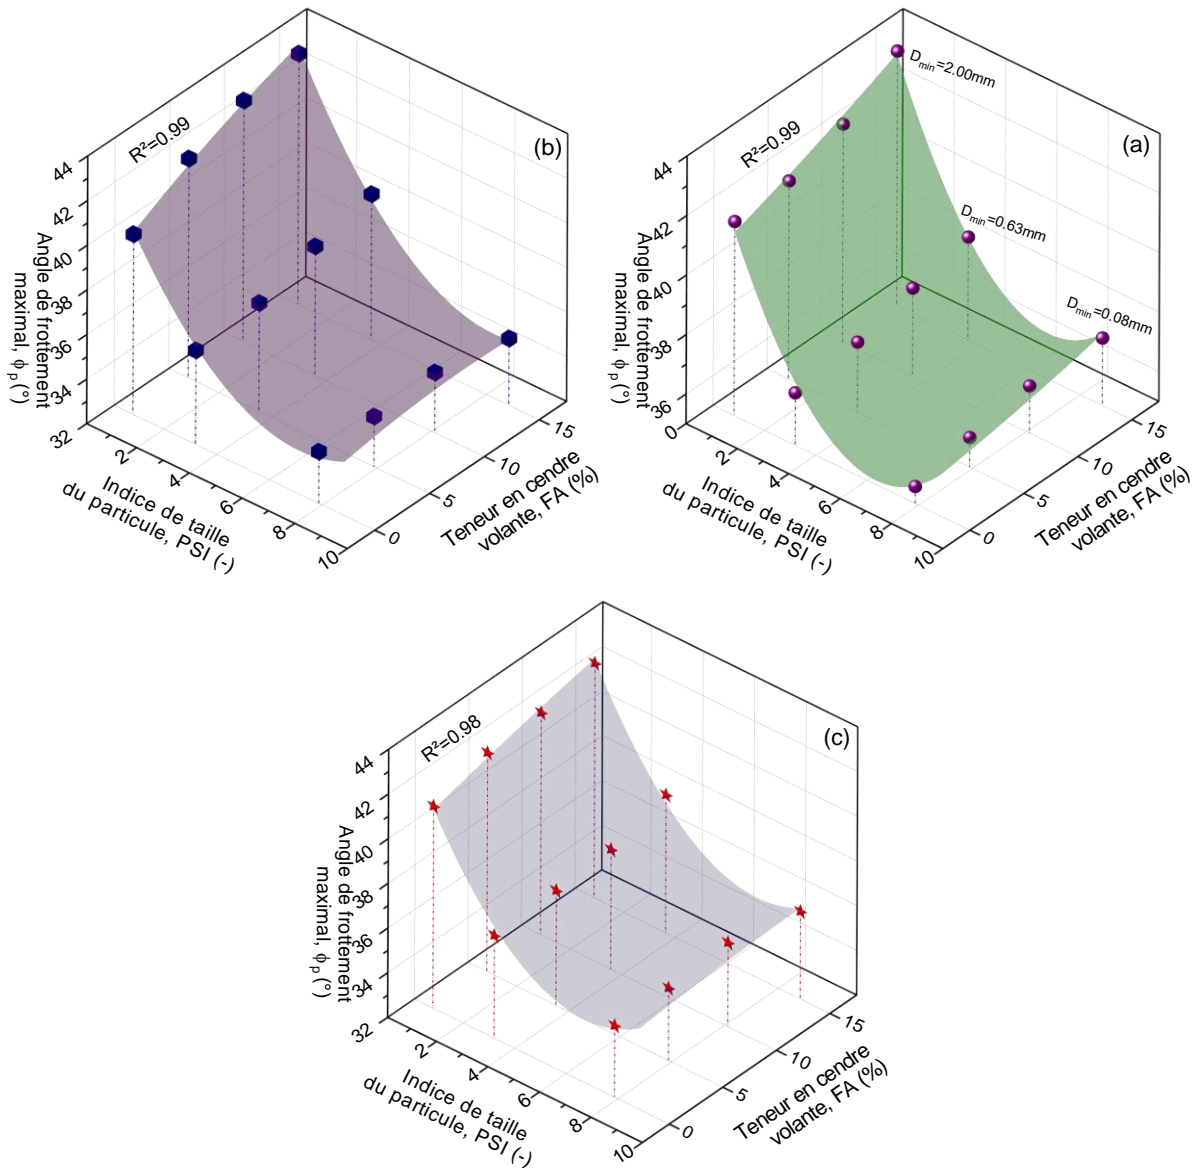 (b)
R²=0.99
44
42
40
38
36
34
32
Angle de frottement
maximal, ϕp (°)
2
4
6
8
10
Indice de taille
du particule, PSI (-)
0
5
10
15
Teneur en cendre
volante, FA (%)
(a)
R²=0.99
Dmin=2.00mm
Dmin=0.63mm
Dmin=0.08mm
44
42
40
38
36
Angle de frottement
maximal, ϕp (°)
0
2
4
6
8
10
Indice de taille
du particule, PSI (-)
0
5
10
15
Teneur en cendre
volante, FA (%)
(c)
R²=0.98
44
42
40
38
36
34
32
Angle de frottement
maximal, ϕp (°)
2
4
6
8
10
Indice de taille
du particule, PSI (-)
0
5
10
15
Teneur en cendre
volante, FA (%)